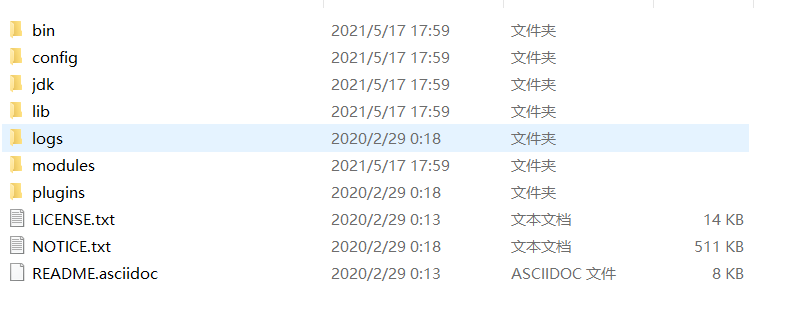 bin 2021/5/17 17:59 文件夹
config 2021/5/17 17:59 文件夹
jdk 2021/5/17 17:59 文件夹
lib 2021/5/17 17:59 文件夹
logs 2020/2/29 0:18 文件夹
modules 2021/5/17 17:59 文件夹
plugins 2020/2/29 0:18 文件夹
LICENSE.txt 2020/2/29 0:13 文本文档 14 KB
NOTICE.txt 2020/2/29 0:18 文本文档 511 KB
README.asciidoc 2020/2/29 0:13 ASCIIDOC 文件 8 KB